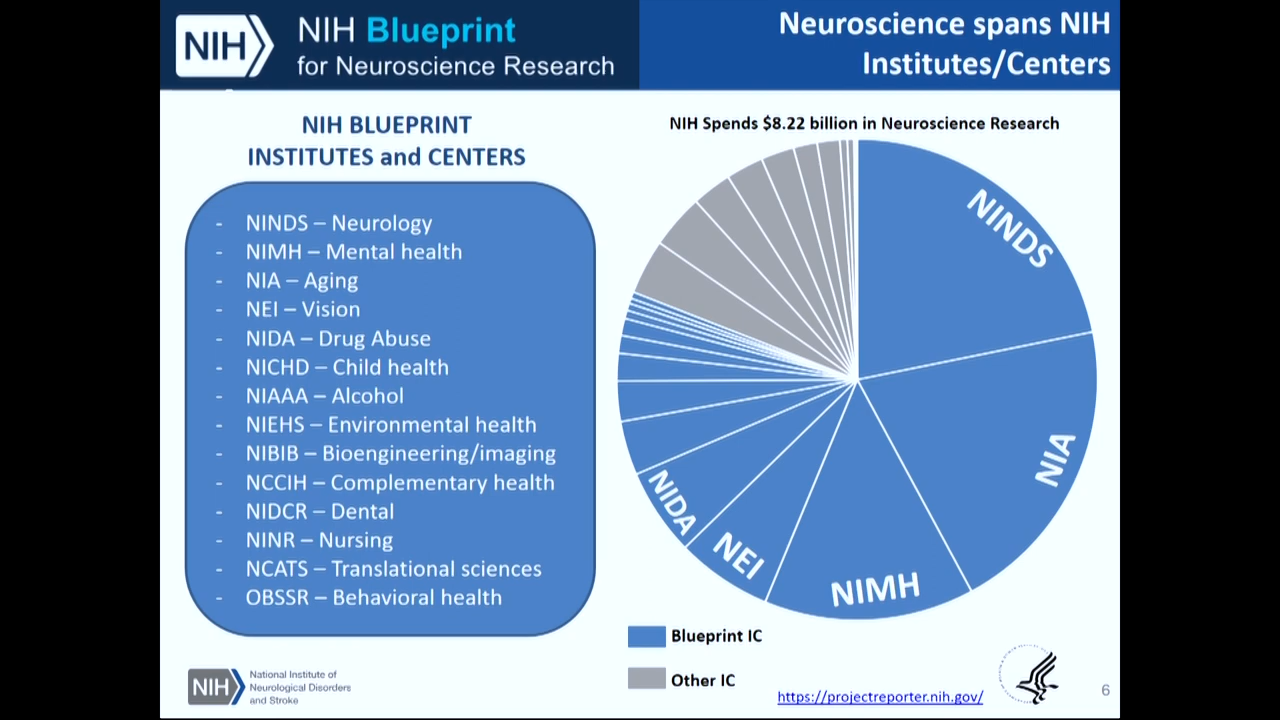 NIH
NIH Blueprint
for Neuroscience Research
Neuroscience spans NIH
Institutes/Centers
NIH BLUEPRINT
INSTITUTES and CENTERS
- NINDS – Neurology
- NIMH – Mental health
- NIA – Aging
- NEI – Vision
- NIDA – Drug Abuse
- NICHD – Child health
- NIAAA – Alcohol
- NIEHS – Environmental health
- NIBIB – Bioengineering/imaging
- NCCIH – Complementary health
- NIDCR – Dental
- NINR – Nursing
- NCATS – Translational sciences
- OBSSR – Behavioral health
NIH Spends $8.22 billion in Neuroscience Research
NINDS
NIA
NIMH
NEI
NIDA
Blueprint IC
Other IC
NIH
National Institute of
Neurological Disorders
and Stroke
https://projectreporter.nih.gov/
6